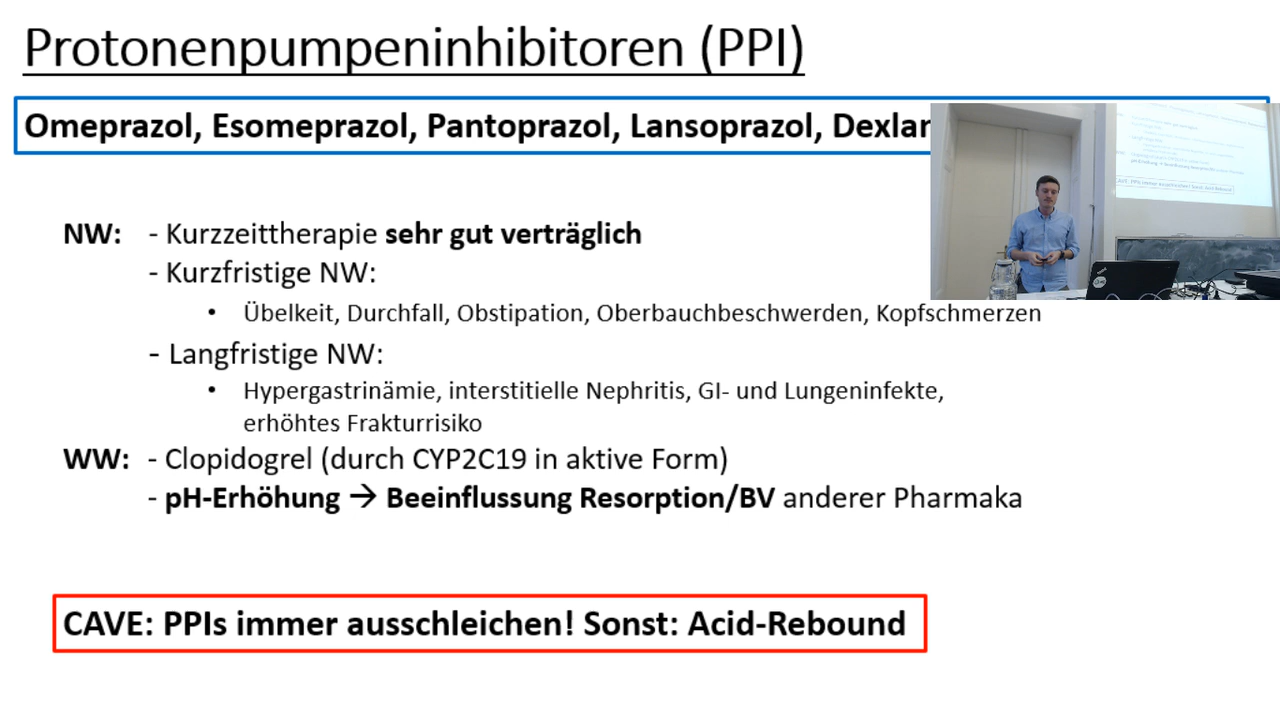 Protonenpumpeninhibitoren (PPI)
Omeprazol, Esomeprazol, Pantoprazol, Lansoprazol,
NW: - Kurzzeittherapie sehr gut verträglich
- Kurzfristige NW:
• Übelkeit, Durchfall, Obstipation, Oberbauchbeschwerden, Kopfschmerzen
- Langfristige NW:
• Hypergastrinämie, interstitielle Nephritis, GI- und Lungeninfekte,
erhöhtes Frakturrisiko
WW: - Clopidogrel (durch CYP2C19 in aktive Form)
- pH-Erhöhung → Beeinflussung Resorption/BV anderer Pharmaka
CAVE: PPIs immer ausschleichen! Sonst: Acid-Rebound